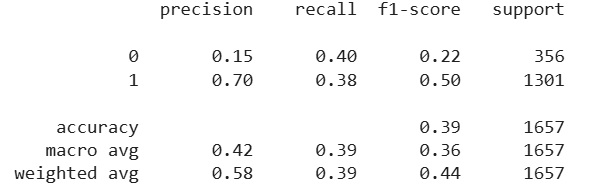 precision recall f1-score support
0 0.15 0.40 0.22 356
1 0.70 0.38 0.50 1301
accuracy 0.39 1657
macro avg 0.42 0.39 0.36 1657
weighted avg 0.58 0.39 0.44 1657